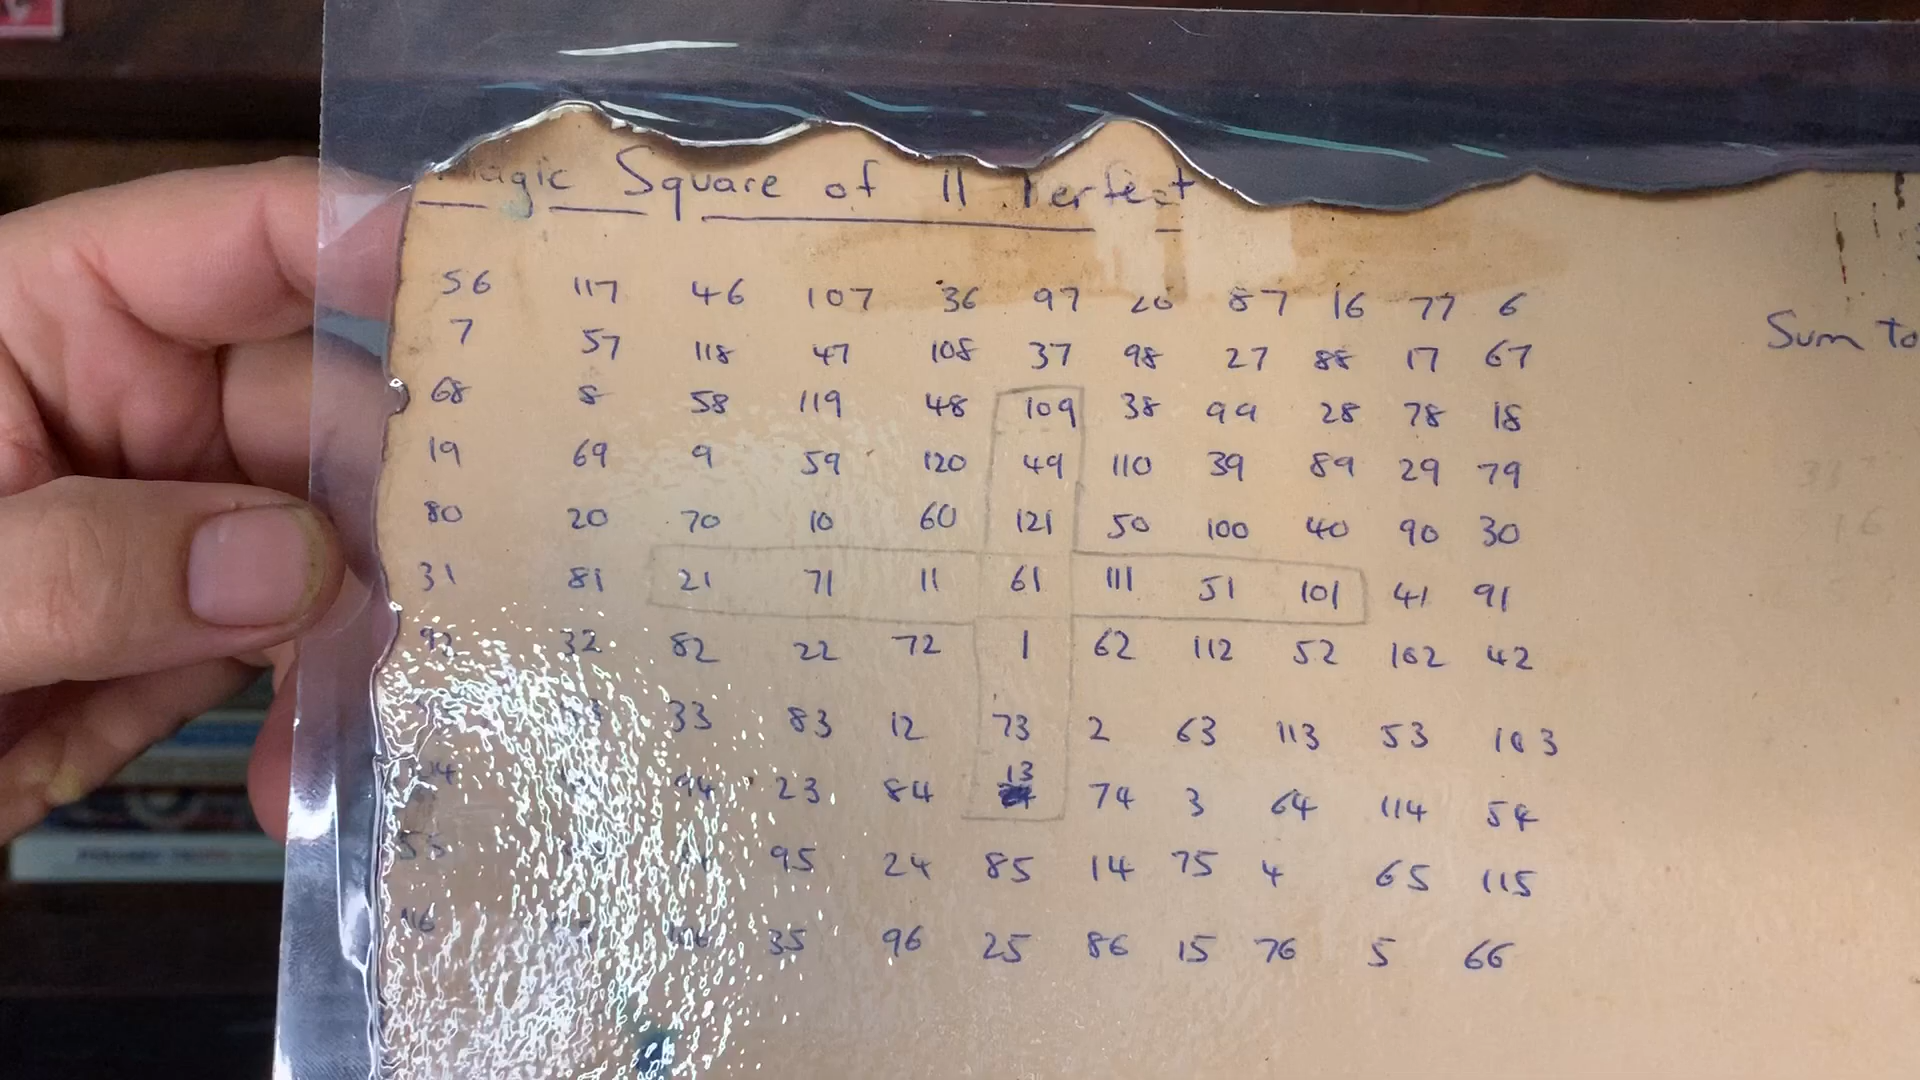 Magic Square of 11 Perfect
56 117 46 107 36 97 26 87 16 77 6
7 57 118 47 108 37 98 27 88 17 67
68 8 58 119 48 109 38 99 28 78 18
19 69 9 59 120 49 110 39 89 29 79
80 20 70 10 60 121 50 100 40 90 30
31 81 21 71 11 61 111 51 101 41 91
92 32 82 22 72 1 62 112 52 102 42
33 83 12 73 2 63 113 53 103
94 23 84 13 74 3 64 114 54
55 95 24 85 14 75 4 65 115
116 35 96 25 86 15 76 5 66
Sum to